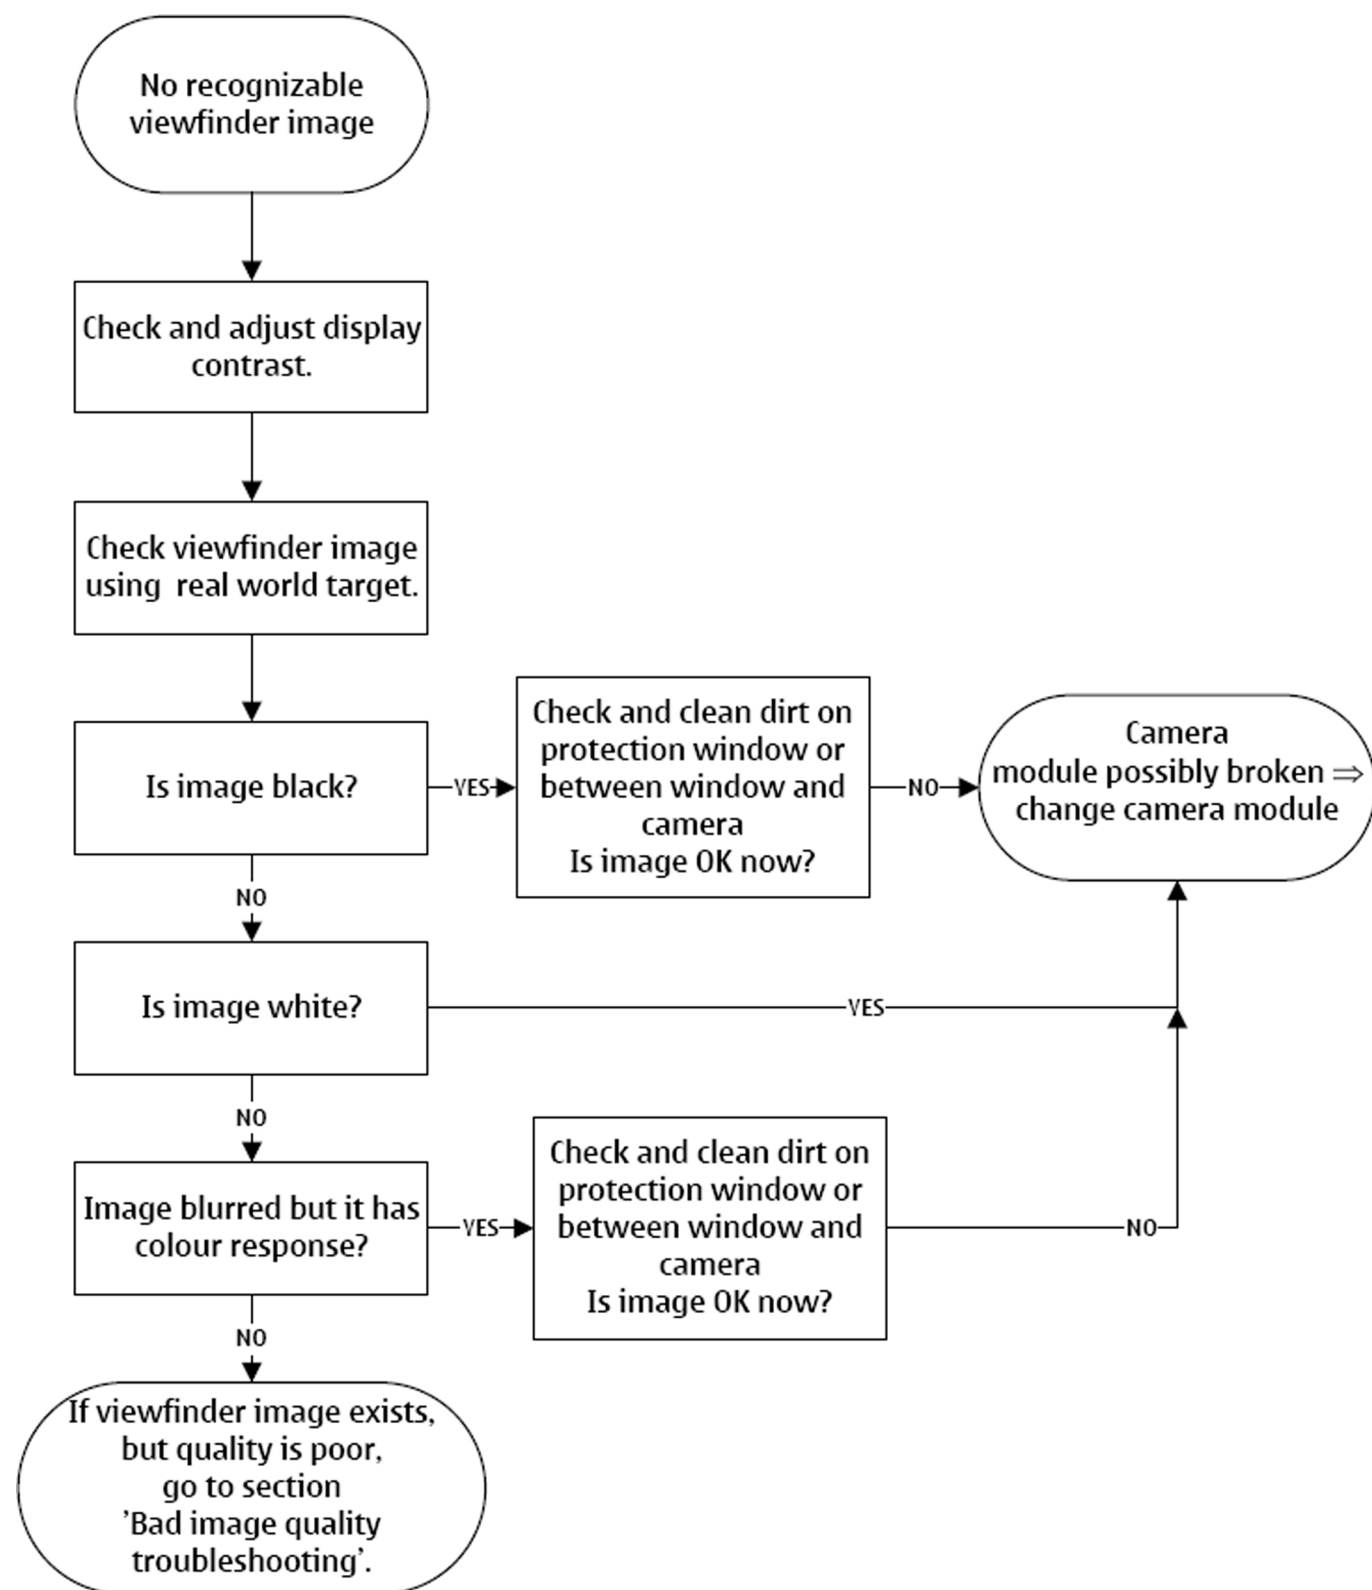 No recognizable
viewfinder image
Check and adjust display
contrast.
Check viewfinder image
using real world target.
Is image black?
YES
Check and clean dirt on
protection window or
between window and
camera
Is image OK now?
NO
Camera
module possibly broken ⇒
change camera module
NO
Is image white?
YES
NO
Image blurred but it has
colour response?
YES
Check and clean dirt on
protection window or
between window and
camera
Is image OK now?
NO
NO
If viewfinder image exists,
but quality is poor,
go to section
’Bad image quality
troubleshooting’.